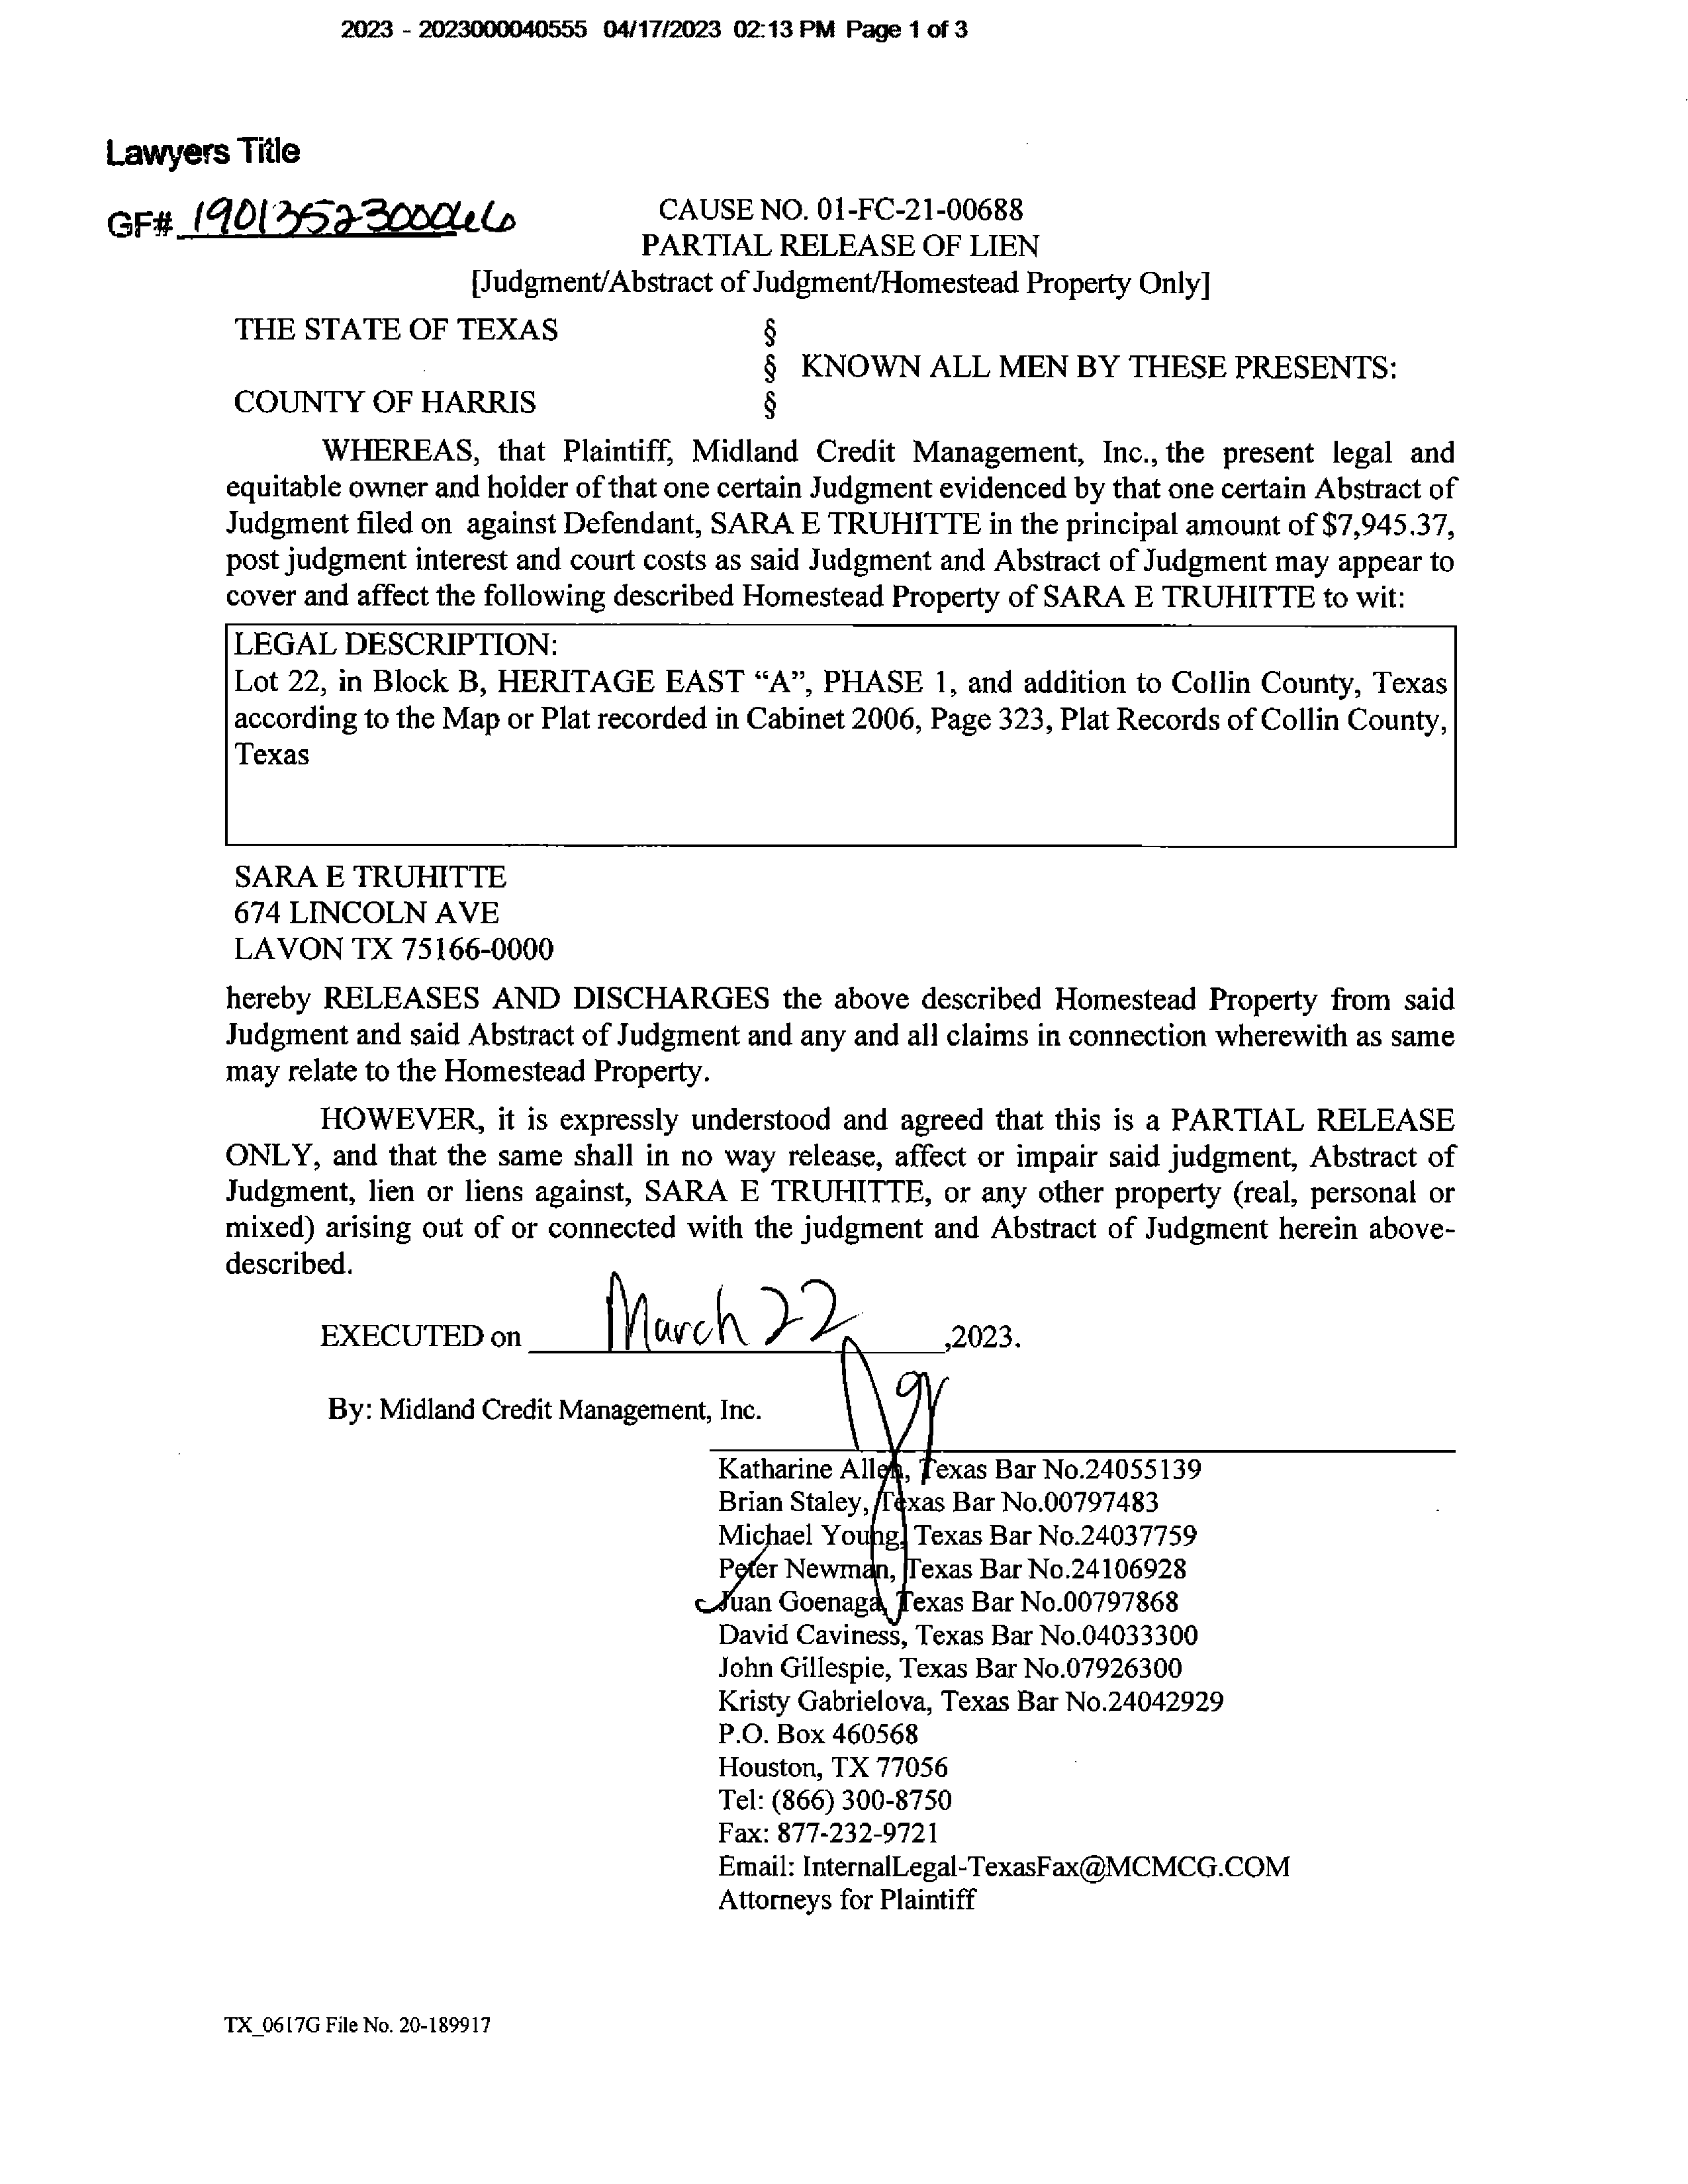 2023 - 2023000040555 04/17/2023 02:13 PM Page 1 of 3
Lawyers Title
GF#
CAUSE NO. 01-FC-21-00688
PARTIAL RELEASE OF LIEN
[Judgment/Abstract of Judgment/Homestead Property Only]
THE STATE OF TEXAS §
§ KNOWN ALL MEN BY THESE PRESENTS:
COUNTY OF HARRIS §
WHEREAS, that Plaintiff, Midland Credit Management, Inc., the present legal and
equitable owner and holder of that one certain Judgment evidenced by that one certain Abstract of
Judgment filed on against Defendant, SARA E TRUHITTE in the principal amount of $7,945.37,
post judgment interest and court costs as said Judgment and Abstract of Judgment may appear to
cover and affect the following described Homestead Property of SARA E TRUHITTE to wit:
LEGAL DESCRIPTION:
Lot 22, in Block B, HERITAGE EAST “A”, PHASE 1, and addition to Collin County, Texas
according to the Map or Plat recorded in Cabinet 2006, Page 323, Plat Records of Collin County,
Texas
SARA E TRUHITTE
674 LINCOLN AVE
LAVON TX 75166-0000
hereby RELEASES AND DISCHARGES the above described Homestead Property from said
Judgment and said Abstract of Judgment and any and all claims in connection wherewith as same
may relate to the Homestead Property.
HOWEVER, it is expressly understood and agreed that this is a PARTIAL RELEASE
ONLY, and that the same shall in no way release, affect or impair said judgment, Abstract of
Judgment, lien or liens against, SARA E TRUHITTE, or any other property (real, personal or
mixed) arising out of or connected with the judgment and Abstract of Judgment herein above-
described.
EXECUTED on March 22 ,2023.
By: Midland Credit Management, Inc.
Katharine Allen, Texas Bar No.24055139
Brian Staley, Texas Bar No.00797483
Michael Young, Texas Bar No.24037759
Peter Newman, Texas Bar No.24106928
Juan Goenaga, Texas Bar No.00797868
David Caviness, Texas Bar No.04033300
John Gillespie, Texas Bar No.07926300
Kristy Gabrielova, Texas Bar No.24042929
P.O. Box 460568
Houston, TX 77056
Tel: (866) 300-8750
Fax: 877-232-9721
Email: InternalLegal-TexasFax@MCMCG.COM
Attorneys for Plaintiff
TX_0617G File No. 20-189917